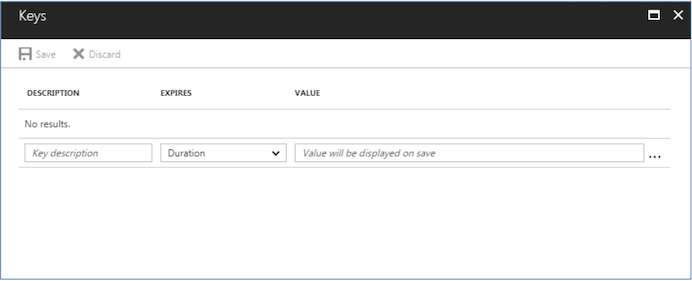 Keys
Save Discard
DESCRIPTION EXPIRES VALUE
No results.
Key description Duration Value will be displayed on save ...